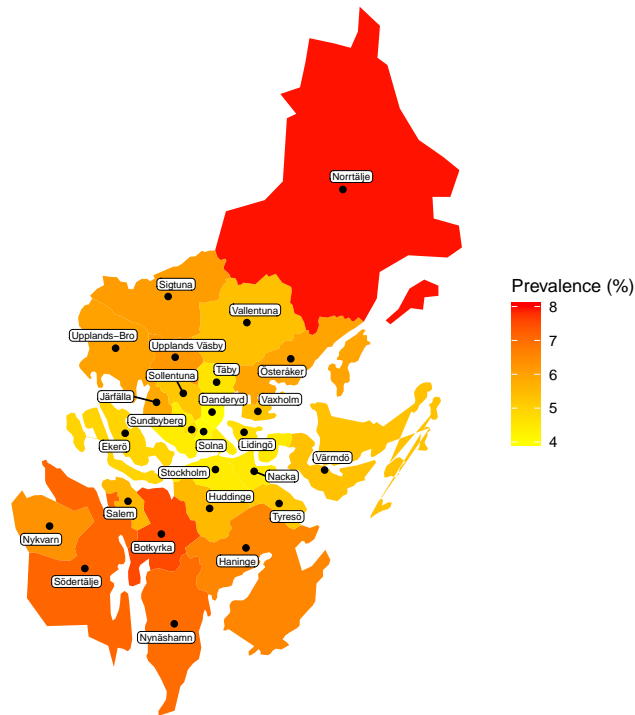 Norrtälje
Sigtuna
Prevalence (%)
8
Vallentuna
7
Upplands−Bro
Upplands Väsby
6
Täby
Österåker
Sollentuna
5
Järfälla
Danderyd
Vaxholm
Sundbyberg
4
Ekerö
Solna
Lidingö
Värmdö
Stockholm
Nacka
Huddinge
Salem
Tyresö
Nykvarn
Botkyrka
Haninge
Södertälje
Nynäshamn